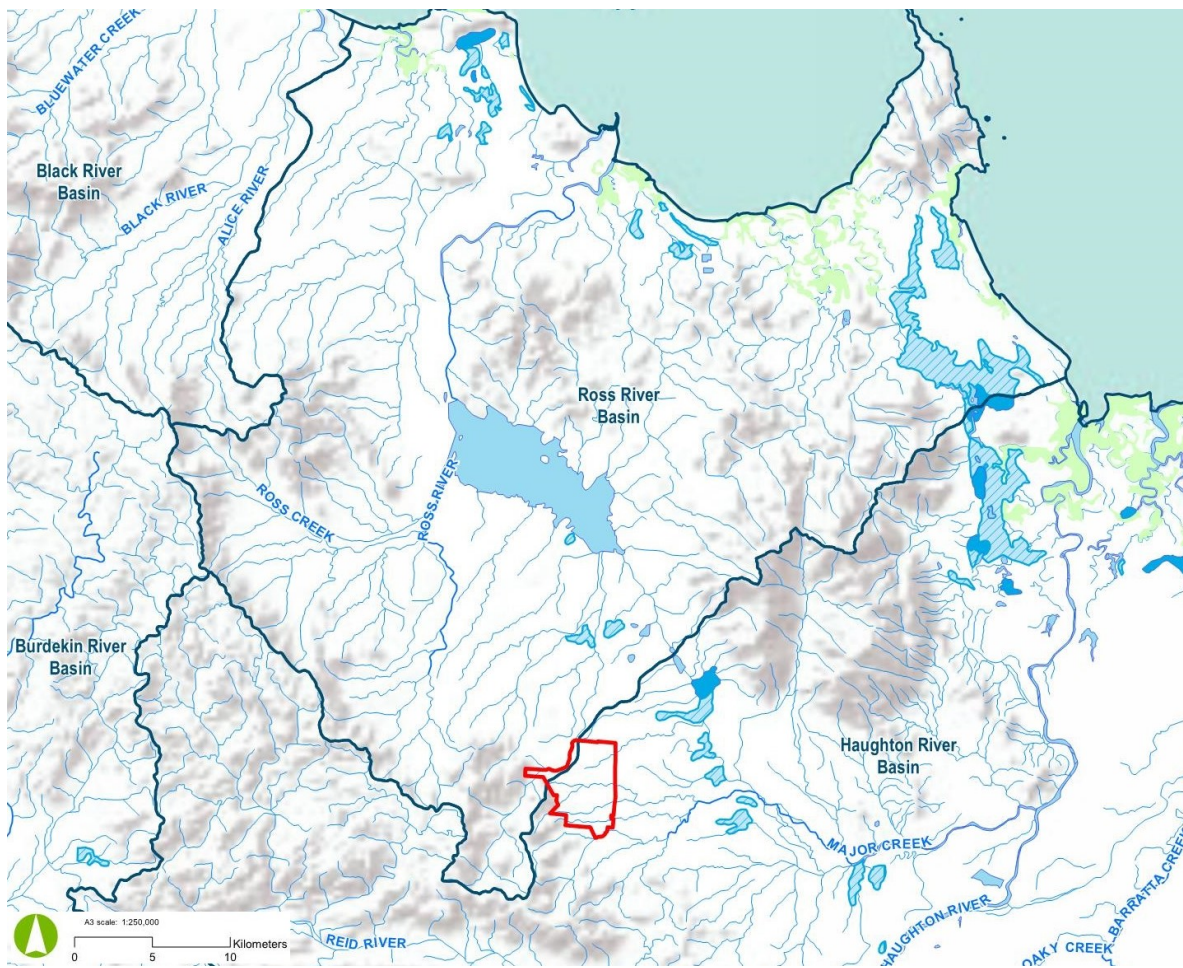 BLUEWATER CREEK
Black River
Basin
BLACK RIVER
ALICE RIVER
Ross River
Basin
ROSS RIVER
ROSS CREEK
Burdekin River
Basin
Haughton River
Basin
MAJOR CREEK
HAUGHTON RIVER
OAKY CREEK
BARRATTA CREEK
REID RIVER
A3 scale: 1:250,000
Kilometers
0 5 10